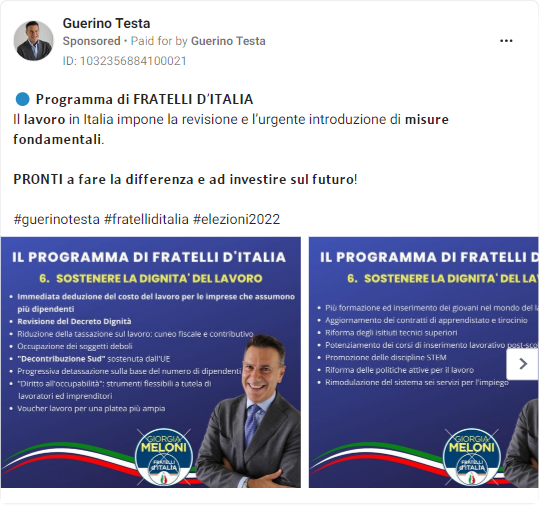 Guerino Testa
Sponsored • Paid for by Guerino Testa
ID: 1032356884100021
Programma di FRATELLI D'ITALIA
Il lavoro in Italia impone la revisione e l'urgente introduzione di misure
fondamentali.
PRONTI a fare la differenza e ad investire sul futuro!
#guerinotesta #fratelliditalia #elezioni2022
IL PROGRAMMA DI FRATELLI D'ITALIA
6. SOSTENERE LA DIGNITA' DEL LAVORO
• Immediata deduzione del costo del lavoro per le imprese che assumono
più dipendenti
• Revisione del Decreto Dignità
• Riduzione della tassazione sul lavoro: cuneo fiscale e contributivo
• Occupazione dei soggetti deboli
• "Decontribuzione Sud" sostenuta dall'UE
• Progressiva detassazione sulla base del numero di dipendenti
• "Diritto all'occupabilità": strumenti flessibili a tutela di
lavoratori ed imprenditori
• Voucher lavoro per una platea più ampia
GIORGIA
MELONI
FRATELLI
d'ITALIA
IL PROGRAMMA DI FRATELLI D
6. SOSTENERE LA DIGNITA' DEL LA
• Più formazione ed inserimento dei giovani nel mondo del
• Aggiornamento dei contratti di apprendistato e tirocinio
• Riforma degli isitiuti tecnici superiori
• Potenziamento dei corsi di inserimento lavorativo
• Promozione delle discipline STEM
• Riforma delle politiche attive per il lavoro
• Rimodulazione del sistema sei servizi per l'impiego
GIORGIA
MELONI
FRATELLI
d'ITALIA